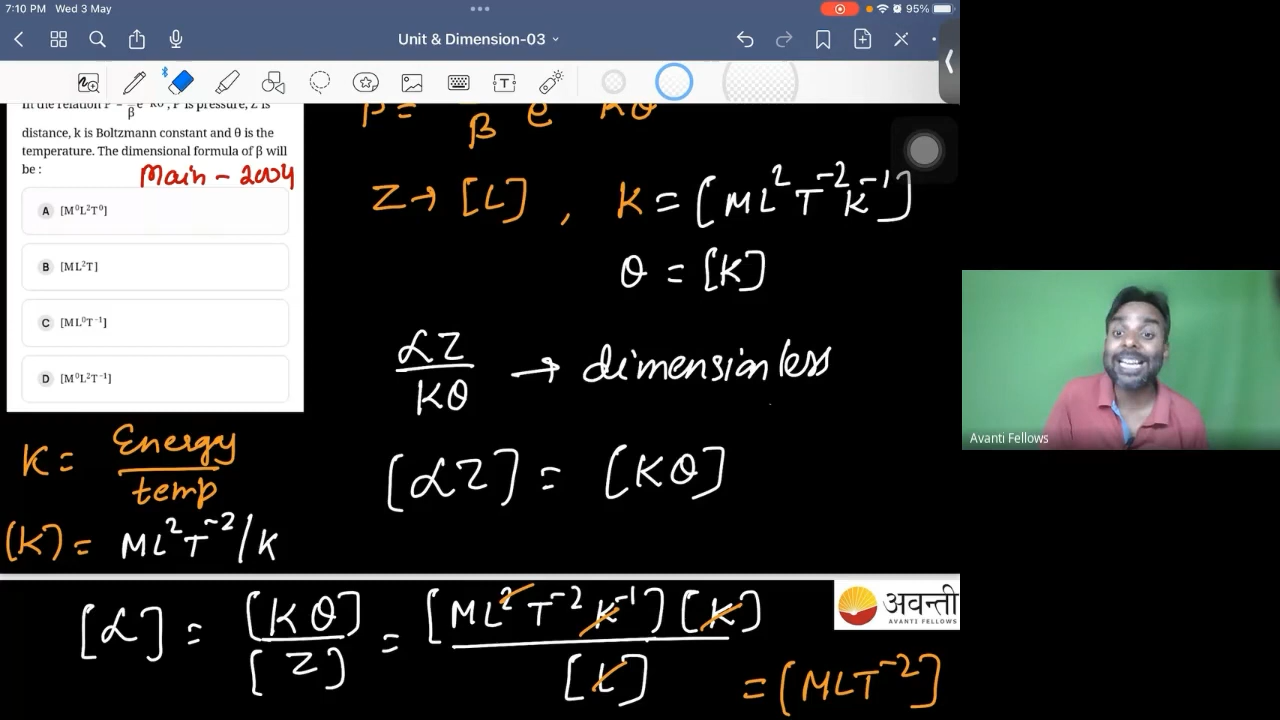 7:10 PM Wed 3 May
95%
Unit & Dimension-03
In the relation P = α/β e^-αZ/kθ, P is pressure, Z is
distance, k is Boltzmann constant and θ is the
temperature. The dimensional formula of β will
be :
Main - 2004
A [M⁰L²T⁰]
B [ML²T]
C [ML⁰T⁻¹]
D [M⁰L²T⁻¹]
P = β e kθ
Z → [L] , K = [ML²T⁻²K⁻¹]
θ = [K]
αZ/Kθ → dimensionless
[αZ] = [Kθ]
K = Energy/temp
(K) = ML²T⁻²/K
[α] = [Kθ]/[Z] = [ML²T⁻²K⁻¹][K]/[L] = [MLT⁻²]
अवन्ती
AVANTI FELLOWS
Avanti Fellows